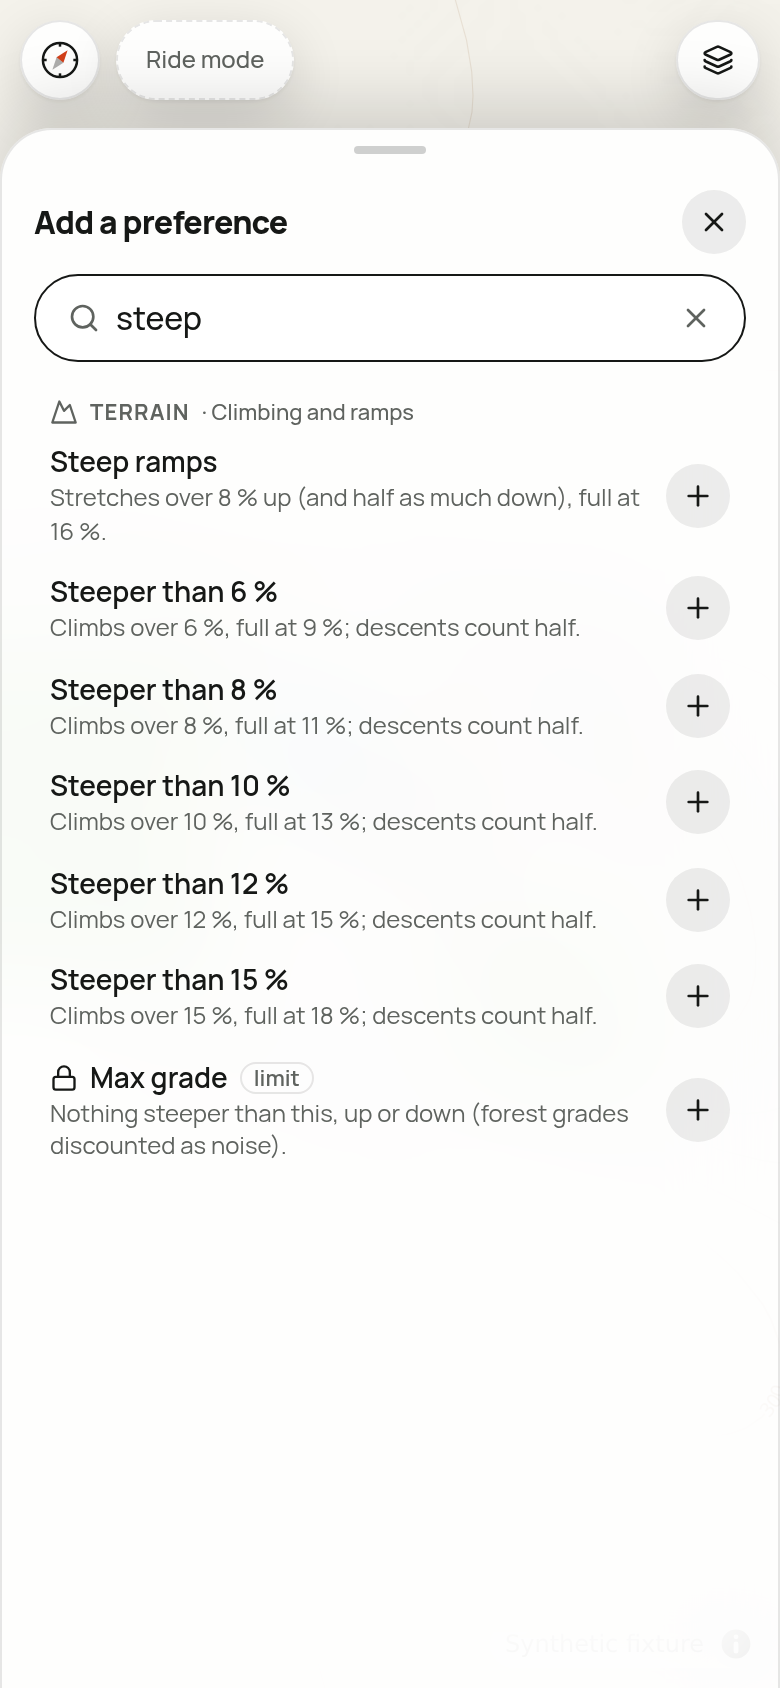 Ride mode
Add a preference
steep
TERRAIN · Climbing and ramps
Steep ramps
Stretches over 8 % up (and half as much down), full at
16 %.
Steeper than 6 %
Climbs over 6 %, full at 9 %; descents count half.
Steeper than 8 %
Climbs over 8 %, full at 11 %; descents count half.
Steeper than 10 %
Climbs over 10 %, full at 13 %; descents count half.
Steeper than 12 %
Climbs over 12 %, full at 15 %; descents count half.
Steeper than 15 %
Climbs over 15 %, full at 18 %; descents count half.
Max grade limit
Nothing steeper than this, up or down (forest grades
discounted as noise).
Synthetic fixture